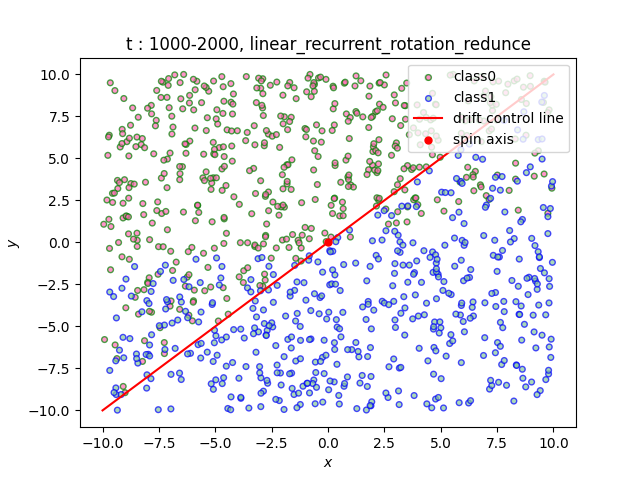 t : 1000-2000, linear_recurrent_rotation_redunce
class0
class1
drift control line
spin axis
10.0
7.5
5.0
2.5
0.0
−2.5
−5.0
−7.5
−10.0
y
−10.0 −7.5 −5.0 −2.5 0.0 2.5 5.0 7.5 10.0
x